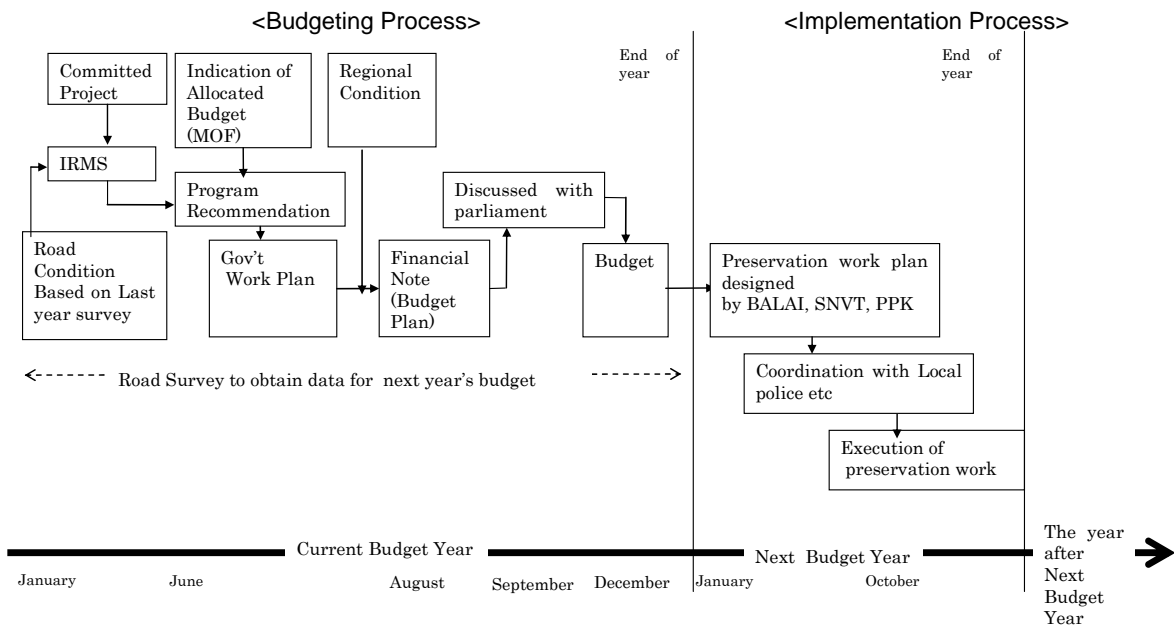 <Budgeting Process>
<Implementation Process>
End of
year
End of
year
Committed
Project
Indication of
Allocated
Budget
(MOF)
Regional
Condition
IRMS
Program
Recommendation
Discussed with
parliament
Road
Condition
Based on Last
year survey
Gov't
Work Plan
Financial
Note
(Budget
Plan)
Budget
Preservation work plan
designed
by BALAI, SNVT, PPK
Road Survey to obtain data for next year's budget
Coordination with Local
police etc
Execution of
preservation work
Current Budget Year
Next Budget Year
The year
after
Next
Budget
Year
January
June
August
September
December
January
October